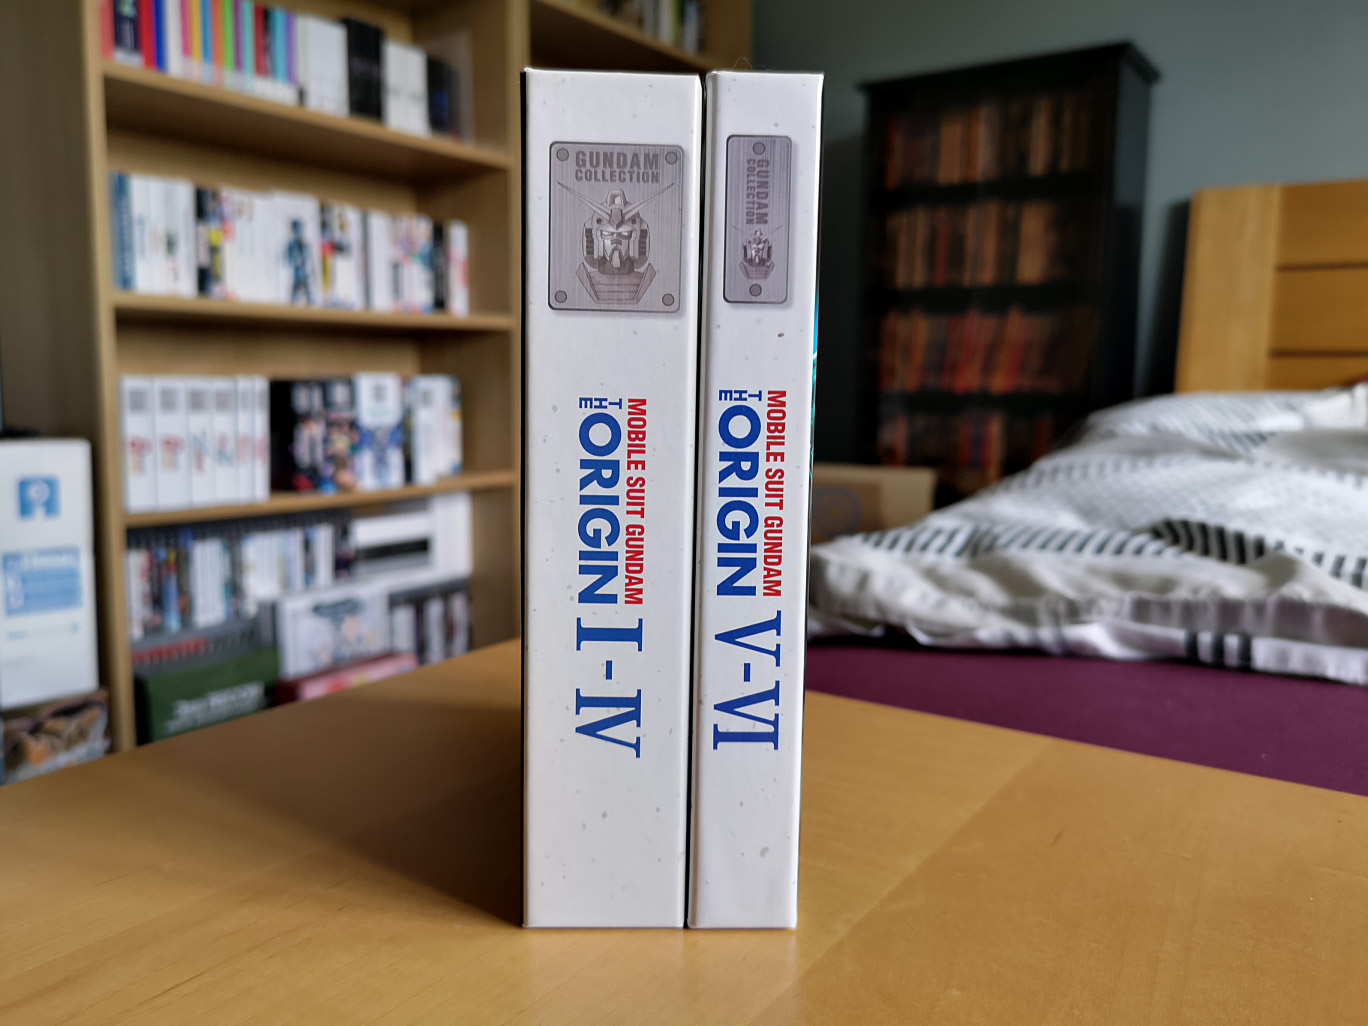 GUNDAM
COLLECTION
MOBILE SUIT GUNDAM
THE ORIGIN I-IV
GUNDAM
COLLECTION
MOBILE SUIT GUNDAM
THE ORIGIN V-VI